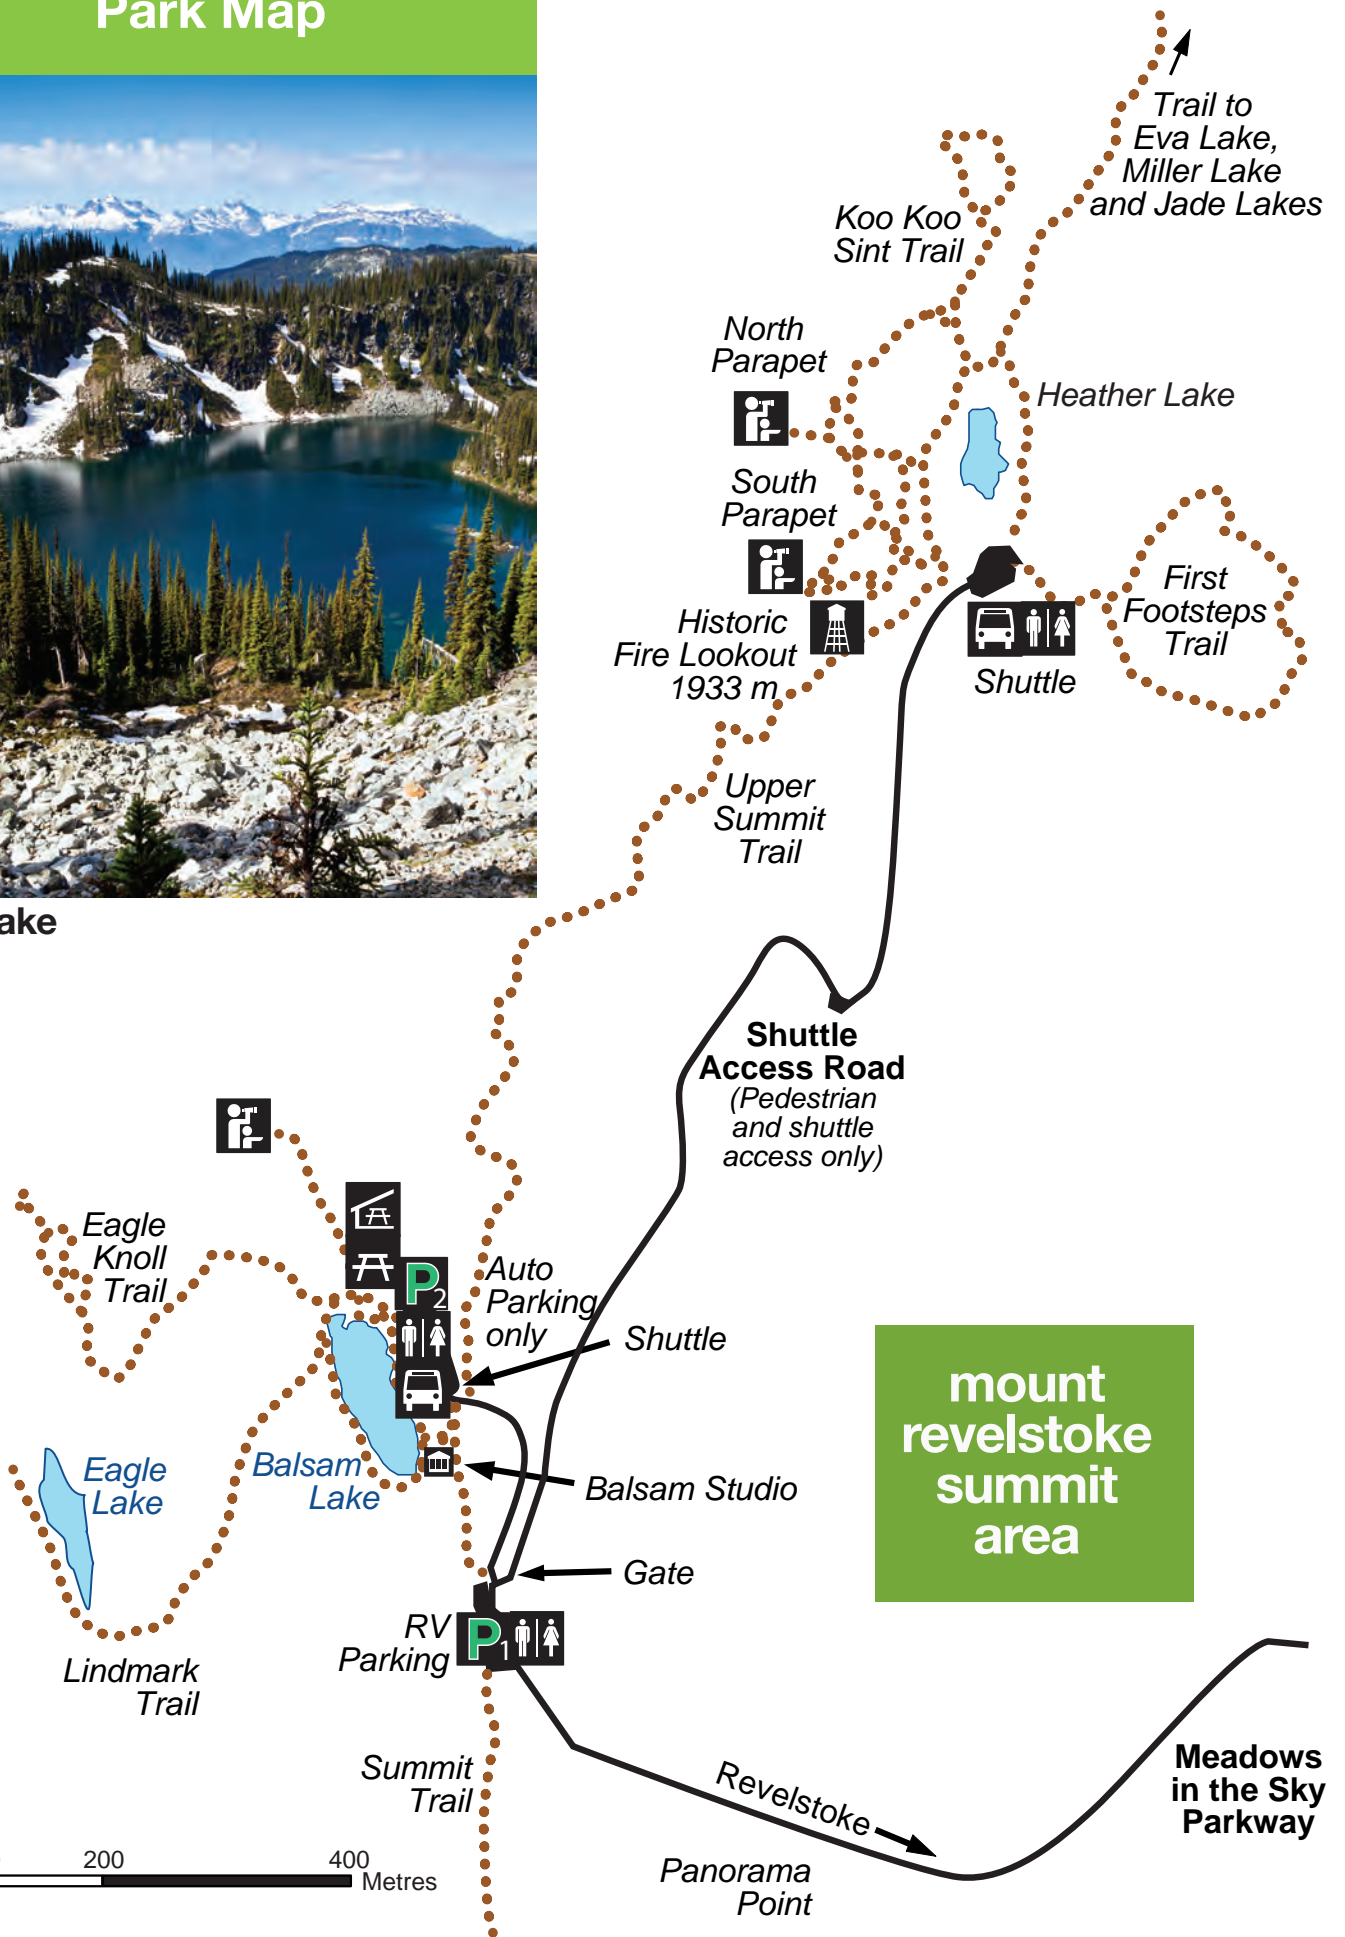 Park Map
Trail to
Eva Lake,
Miller Lake
and Jade Lakes
Koo Koo
Sint Trail
North
Parapet
Heather Lake
South
Parapet
First
Footsteps
Trail
Historic
Fire Lookout
1933 m
Shuttle
Upper
Summit
Trail
ake
Shuttle
Access Road
(Pedestrian
and shuttle
access only)
Eagle
Knoll
Trail
P2
Auto
Parking
only
Shuttle
mount
revelstoke
summit
area
Eagle
Lake
Balsam
Lake
Balsam Studio
Gate
RV
Parking
P1
Lindmark
Trail
Summit
Trail
Revelstoke
Meadows
in the Sky
Parkway
Panorama
Point
200
400
Metres